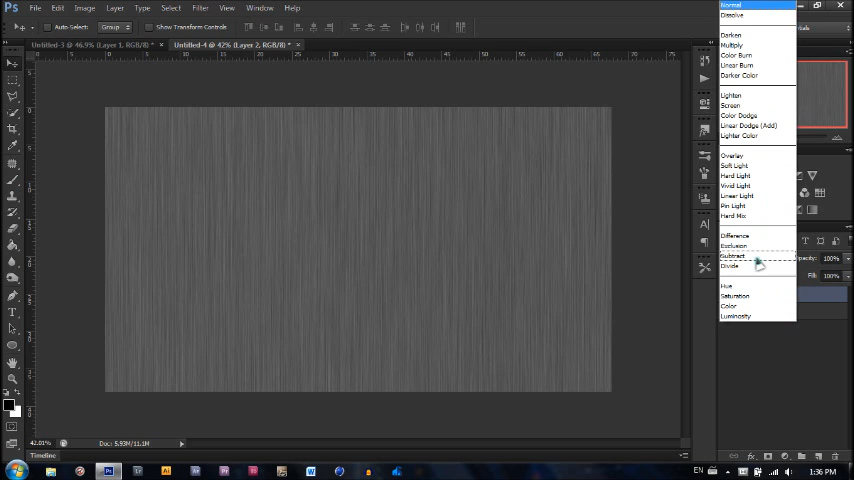 Ps File Edit Image Layer Type Select Filter View Window Help
Auto-Select: Group Show Transform Controls
Untitled-3 @ 46.9% (Layer 1, RGB/8) * × Untitled-4 @ 42% (Layer 2, RGB/8) * ×
Normal
Dissolve
Darken
Multiply
Color Burn
Linear Burn
Darker Color
Lighten
Screen
Color Dodge
Linear Dodge (Add)
Lighter Color
Overlay
Soft Light
Hard Light
Vivid Light
Linear Light
Pin Light
Hard Mix
Difference
Exclusion
Subtract
Divide
Hue
Saturation
Color
Luminosity
Opacity: 100%
Fill: 100%
42.01% Doc: 5.93M/11.1M
Timeline
EN 1:36 PM